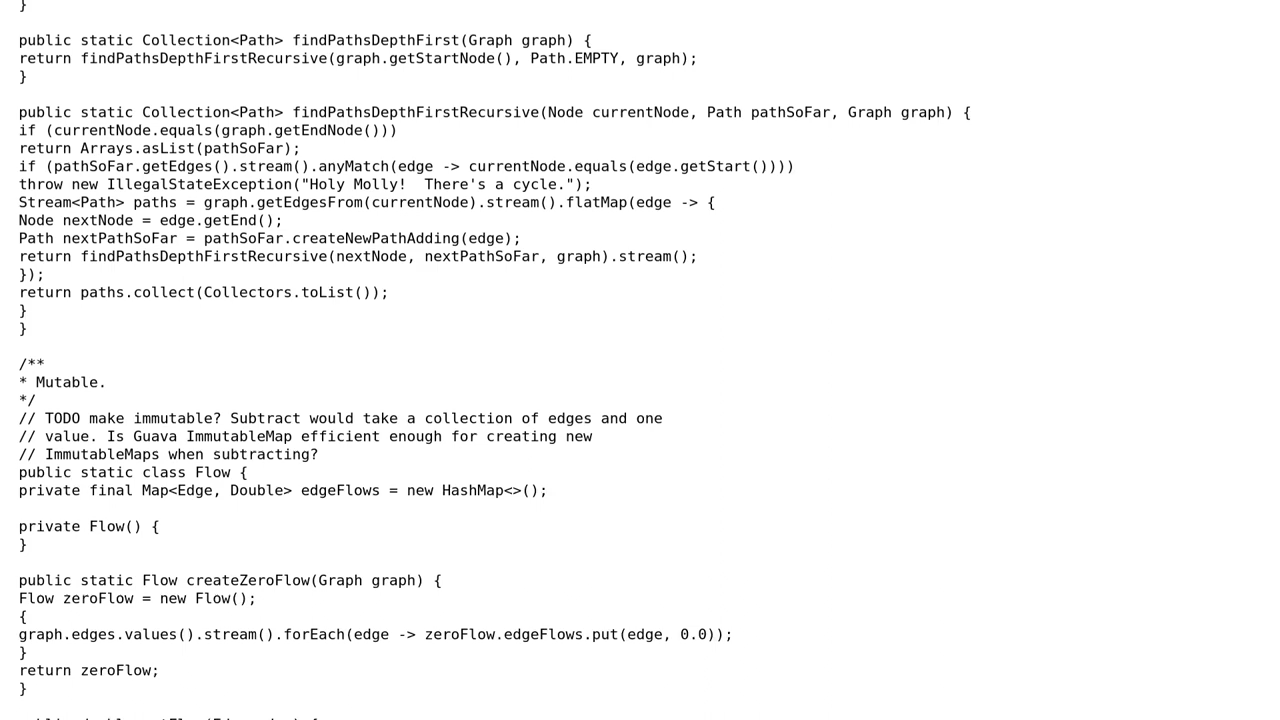 }
public static Collection<Path> findPathsDepthFirst(Graph graph) {
return findPathsDepthFirstRecursive(graph.getStartNode(), Path.EMPTY, graph);
}
public static Collection<Path> findPathsDepthFirstRecursive(Node currentNode, Path pathSoFar, Graph graph) {
if (currentNode.equals(graph.getEndNode()))
return Arrays.asList(pathSoFar);
if (pathSoFar.getEdges().stream().anyMatch(edge -> currentNode.equals(edge.getStart())))
throw new IllegalStateException("Holy Molly!  There's a cycle.");
Stream<Path> paths = graph.getEdgesFrom(currentNode).stream().flatMap(edge -> {
Node nextNode = edge.getEnd();
Path nextPathSoFar = pathSoFar.createNewPathAdding(edge);
return findPathsDepthFirstRecursive(nextNode, nextPathSoFar, graph).stream();
});
return paths.collect(Collectors.toList());
}
}
/**
* Mutable.
*/
// TODO make immutable? Subtract would take a collection of edges and one
// value. Is Guava ImmutableMap efficient enough for creating new
// ImmutableMaps when subtracting?
public static class Flow {
private final Map<Edge, Double> edgeFlows = new HashMap<>();
private Flow() {
}
public static Flow createZeroFlow(Graph graph) {
Flow zeroFlow = new Flow();
{
graph.edges.values().stream().forEach(edge -> zeroFlow.edgeFlows.put(edge, 0.0));
}
return zeroFlow;
}